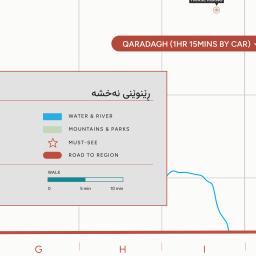 QARADAGH (1HR 15MINS BY CAR)
ڕێنوێنی نەخشە
WATER & RIVER
MOUNTAINS & PARKS
MUST-SEE
ROAD TO REGION
WALK
0 5 min 10 min
G H I